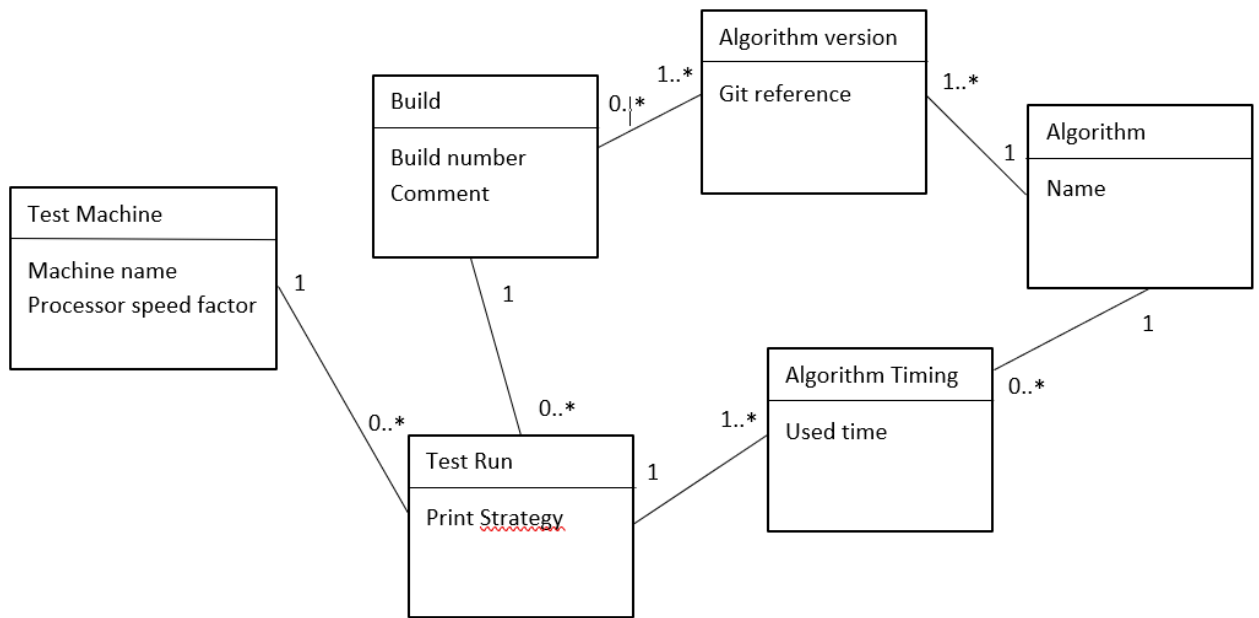 Algorithm version
Git reference
1..*
0..*
1..*
Build
Build number
Comment
Algorithm
Name
1
Test Machine
Machine name
Processor speed factor
1
1
1
Algorithm Timing
Used time
0..*
1..*
0..*
0..*
Test Run
Print Strategy
1